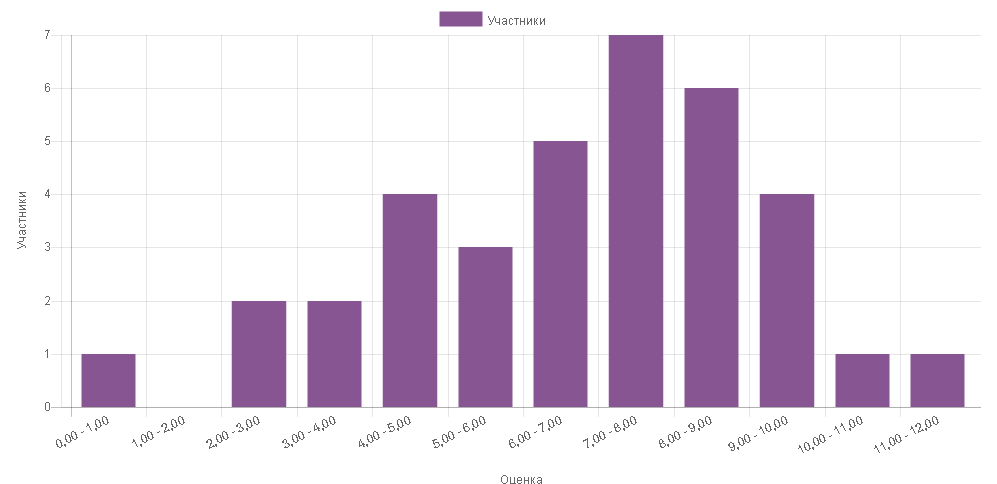 Участники
7
6
5
4
3
2
1
0
Участники
0,00 - 1,00
1,00 - 2,00
2,00 - 3,00
3,00 - 4,00
4,00 - 5,00
5,00 - 6,00
6,00 - 7,00
7,00 - 8,00
8,00 - 9,00
9,00 - 10,00
10,00 - 11,00
11,00 - 12,00
Оценка